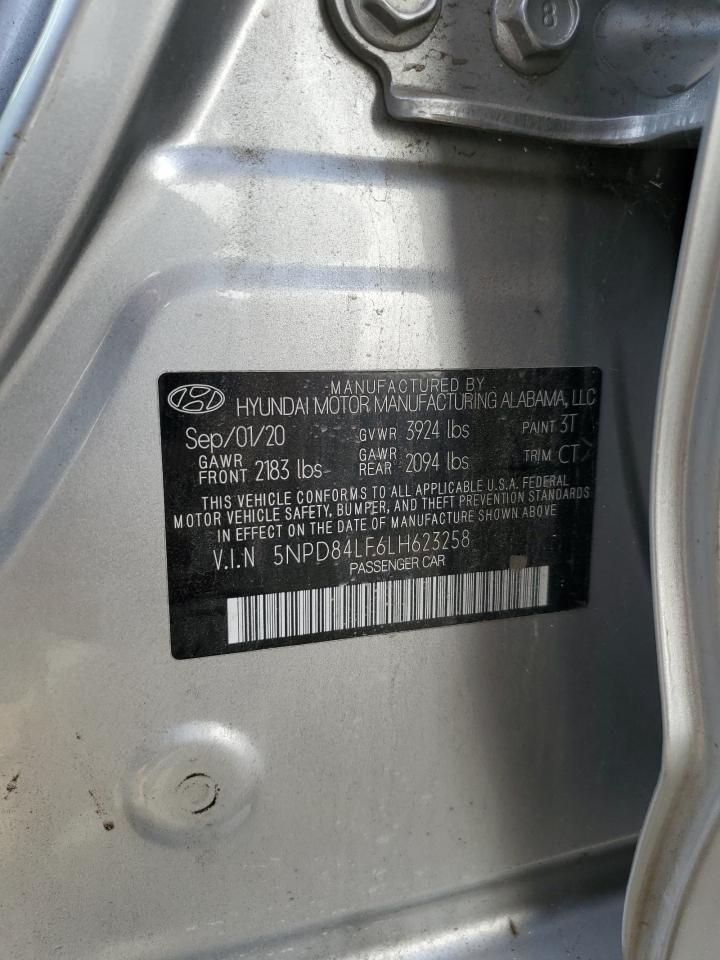 8
MANUFACTURED BY
HYUNDAI MOTOR MANUFACTURING ALABAMA, LLC
Sep/01/20 GVWR 3924 lbs PAINT 3T
GAWR FRONT 2183 lbs GAWR REAR 2094 lbs TRIM CT
THIS VEHICLE CONFORMS TO ALL APPLICABLE U.S.A. FEDERAL
MOTOR VEHICLE SAFETY, BUMPER, AND THEFT PREVENTION STANDARDS
IN EFFECT ON THE DATE OF MANUFACTURE SHOWN ABOVE
V.I.N 5NPD84LF6LH623258
PASSENGER CAR